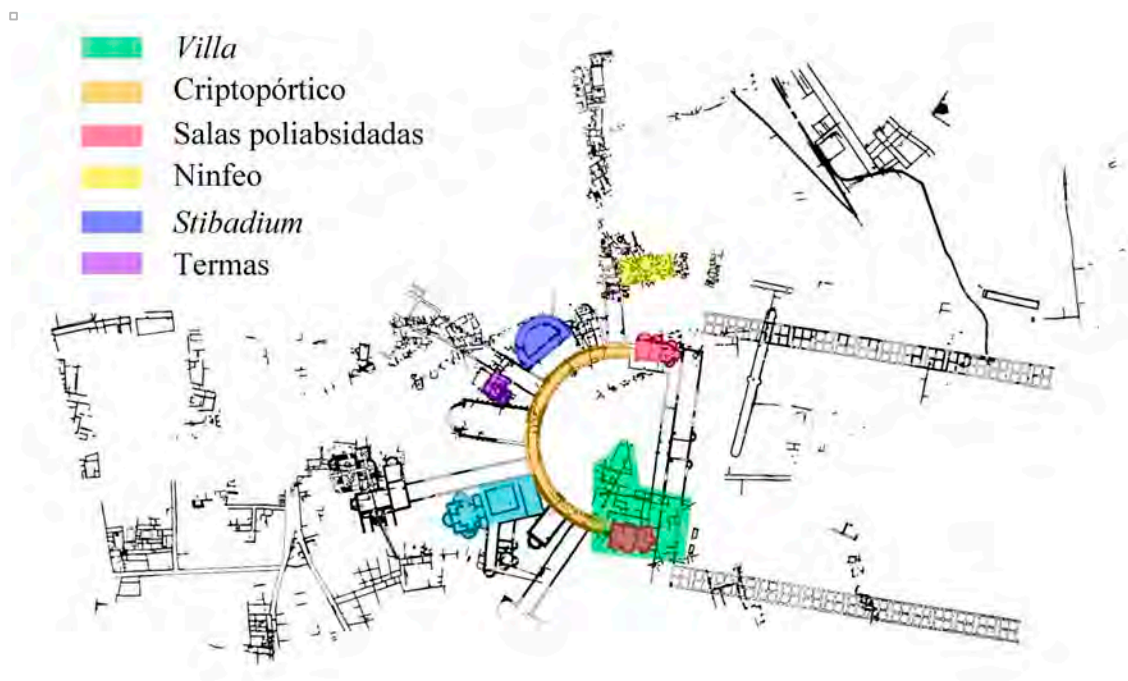 Villa
Criptopórtico
Salas poliabsidadas
Ninfeo
Stibadium
Termas